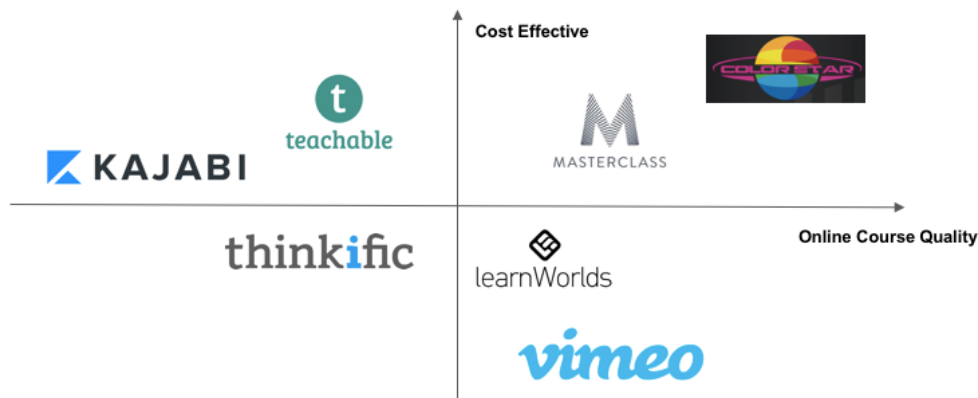 Cost Effective
COLOR STAR
t
teachable
M
MASTERCLASS
KAJABI
Online Course Quality
thinkific
learnWorlds
vimeo